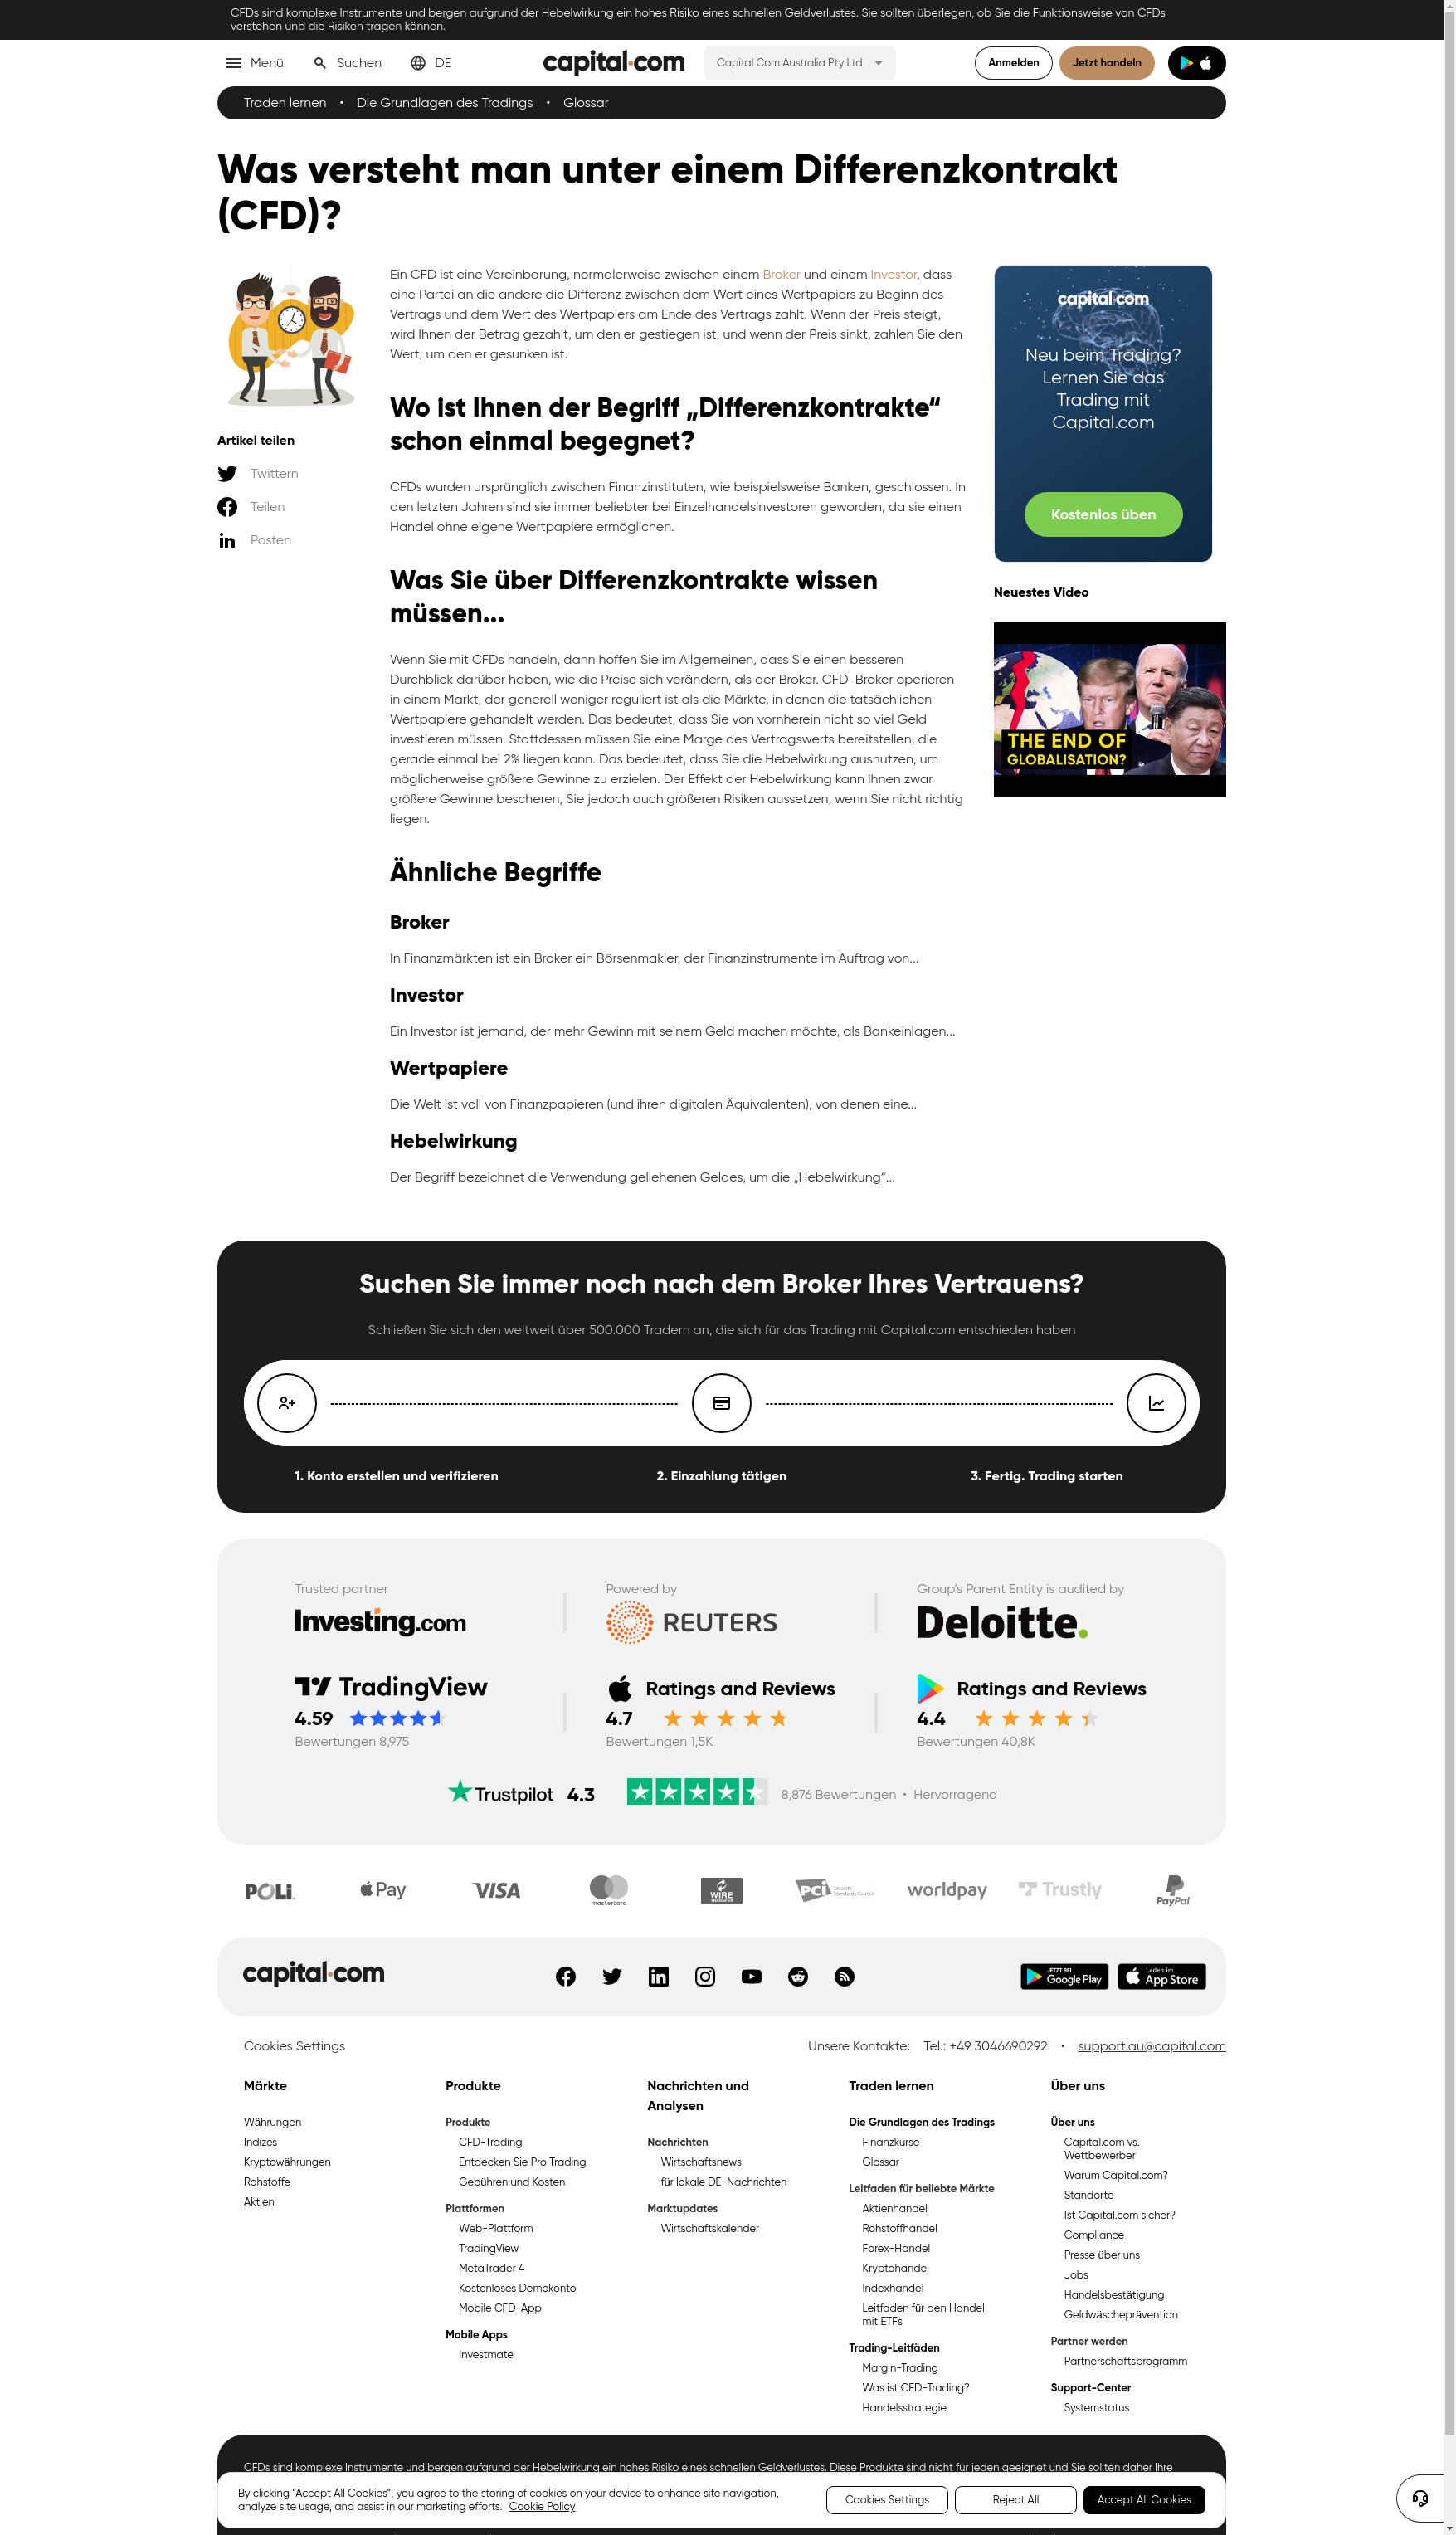 CFDs sind komplexe Instrumente und bergen aufgrund der Hebelwirkung ein hohes Risiko eines schnellen Geldverlustes. Sie sollten überlegen, ob Sie die Funktionsweise von CFDs
verstehen und die Risiken tragen können.
Menü Suchen DE capital.com Capital Com Australia Pty Ltd Anmelden Jetzt handeln
Traden lernen • Die Grundlagen des Tradings • Glossar
Was versteht man unter einem Differenzkontrakt
(CFD)?
Artikel teilen
Twittern
Teilen
Posten
Ein CFD ist eine Vereinbarung, normalerweise zwischen einem Broker und einem Investor, dass
eine Partei an die andere die Differenz zwischen dem Wert eines Wertpapiers zu Beginn des
Vertrags und dem Wert des Wertpapiers am Ende des Vertrags zahlt. Wenn der Preis steigt,
wird Ihnen der Betrag gezahlt, um den er gestiegen ist, und wenn der Preis sinkt, zahlen Sie den
Wert, um den er gesunken ist.
Wo ist Ihnen der Begriff „Differenzkontrakte“
schon einmal begegnet?
CFDs wurden ursprünglich zwischen Finanzinstituten, wie beispielsweise Banken, geschlossen. In
den letzten Jahren sind sie immer beliebter bei Einzelhandelsinvestoren geworden, da sie einen
Handel ohne eigene Wertpapiere ermöglichen.
Was Sie über Differenzkontrakte wissen
müssen...
Wenn Sie mit CFDs handeln, dann hoffen Sie im Allgemeinen, dass Sie einen besseren
Durchblick darüber haben, wie die Preise sich verändern, als der Broker. CFD-Broker operieren
in einem Markt, der generell weniger reguliert ist als die Märkte, in denen die tatsächlichen
Wertpapiere gehandelt werden. Das bedeutet, dass Sie von vornherein nicht so viel Geld
investieren müssen. Stattdessen müssen Sie eine Marge des Vertragswerts bereitstellen, die
gerade einmal bei 2% liegen kann. Das bedeutet, dass Sie die Hebelwirkung ausnutzen, um
möglicherweise größere Gewinne zu erzielen. Der Effekt der Hebelwirkung kann Ihnen zwar
größere Gewinne bescheren, Sie jedoch auch größeren Risiken aussetzen, wenn Sie nicht richtig
liegen.
Ähnliche Begriffe
Broker
In Finanzmärkten ist ein Broker ein Börsenmakler, der Finanzinstrumente im Auftrag von...
Investor
Ein Investor ist jemand, der mehr Gewinn mit seinem Geld machen möchte, als Bankeinlagen...
Wertpapiere
Die Welt ist voll von Finanzpapieren (und ihren digitalen Äquivalenten), von denen eine...
Hebelwirkung
Der Begriff bezeichnet die Verwendung geliehenen Geldes, um die „Hebelwirkung“...
capital.com
Neu beim Trading?
Lernen Sie das
Trading mit
Capital.com
Kostenlos üben
Neuestes Video
THE END OF
GLOBALISATION?
Suchen Sie immer noch nach dem Broker Ihres Vertrauens?
Schließen Sie sich den weltweit über 500.000 Tradern an, die sich für das Trading mit Capital.com entschieden haben
1. Konto erstellen und verifizieren 2. Einzahlung tätigen 3. Fertig. Trading starten
Trusted partner Powered by Group's Parent Entity is audited by
Investing.com REUTERS Deloitte.
TradingView Ratings and Reviews Ratings and Reviews
4.59 4.7 4.4
Bewertungen 8,975 Bewertungen 1,5K Bewertungen 40,8K
Trustpilot 4.3 8,876 Bewertungen • Hervorragend
POLi Pay VISA mastercard. WIRE TRANSFER PCI Security Standards Council worldpay Trustly PayPal
capital.com JETZT BEI Google Play Laden im App Store
Cookies Settings Unsere Kontakte: Tel.: +49 3046690292 • support.au@capital.com
Märkte
Währungen
Indizes
Kryptowährungen
Rohstoffe
Aktien
Produkte
Produkte
CFD-Trading
Entdecken Sie Pro Trading
Gebühren und Kosten
Plattformen
Web-Plattform
TradingView
MetaTrader 4
Kostenloses Demokonto
Mobile CFD-App
Mobile Apps
Investmate
Nachrichten und
Analysen
Nachrichten
Wirtschaftsnews
für lokale DE-Nachrichten
Marktupdates
Wirtschaftskalender
Traden lernen
Die Grundlagen des Tradings
Finanzkurse
Glossar
Leitfaden für beliebte Märkte
Aktienhandel
Rohstoffhandel
Forex-Handel
Kryptohandel
Indexhandel
Leitfaden für den Handel
mit ETFs
Trading-Leitfäden
Margin-Trading
Was ist CFD-Trading?
Handelsstrategie
Über uns
Über uns
Capital.com vs.
Wettbewerber
Warum Capital.com?
Standorte
Ist Capital.com sicher?
Compliance
Presse über uns
Jobs
Handelsbestätigung
Geldwäscheprävention
Partner werden
Partnerschaftsprogramm
Support-Center
Systemstatus
CFDs sind komplexe Instrumente und bergen aufgrund der Hebelwirkung ein hohes Risiko eines schnellen Geldverlustes. Diese Produkte sind nicht für jeden geeignet und Sie sollten daher Ihre
By clicking “Accept All Cookies”, you agree to the storing of cookies on your device to enhance site navigation,
analyze site usage, and assist in our marketing efforts. Cookie Policy
Cookies Settings Reject All Accept All Cookies